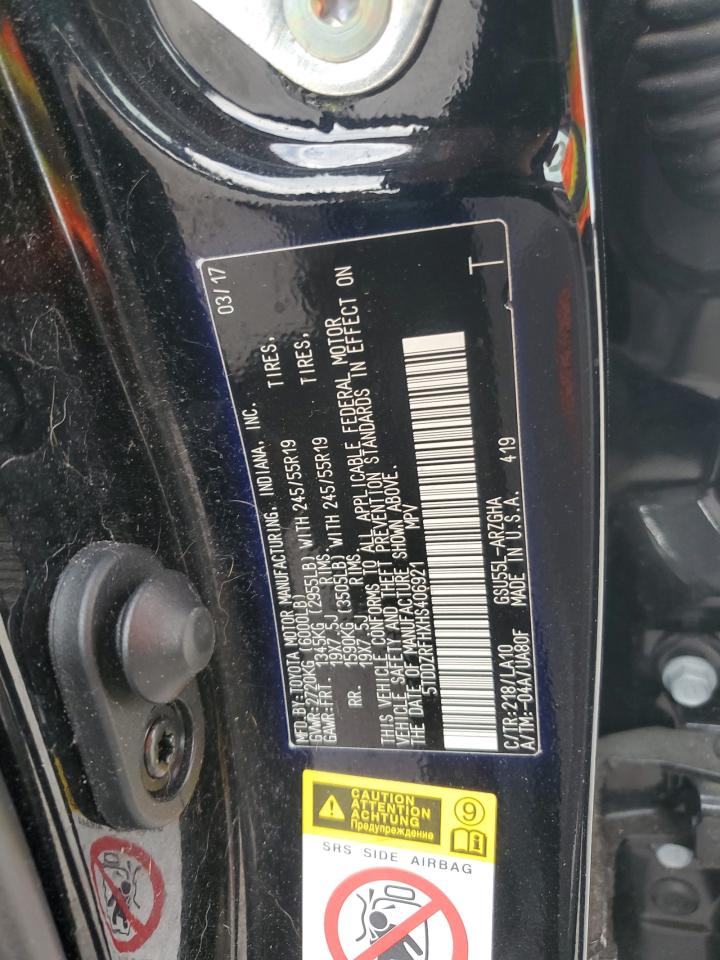 MFD.BY:TOYOTA MOTOR MANUFACTURING, INDIANA, INC. 03/17
GVWR:2720KG (6000LB)
GAWR:FRT. 1345KG (2955LB) WITH 245/55R19 TIRES,
19X7.5J RIMS,
RR. 1590KG (3505LB) WITH 245/55R19 TIRES,
19X7.5J RIMS
THIS VEHICLE CONFORMS TO ALL APPLICABLE FEDERAL MOTOR
VEHICLE SAFETY AND THEFT PREVENTION STANDARDS IN EFFECT ON
THE DATE OF MANUFACTURE SHOWN ABOVE.
5TDDZRFHXHS406921 MPV
C/TR:218/LA10 GSU55L-ARZGHA T
A/TM:-04A/UA80F MADE IN U.S.A. 419
CAUTION
ATTENTION
ACHTUNG
Предупреждение
9
i
SRS SIDE AIRBAG